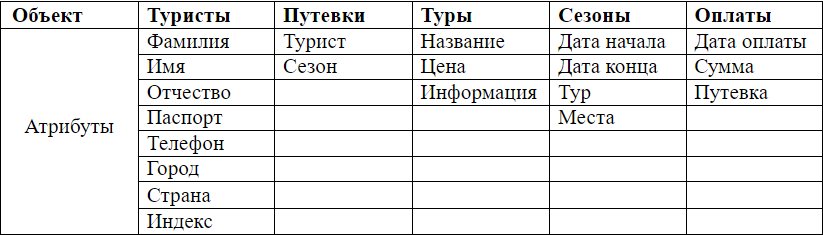 Объект Туристы Путевки Туры Сезоны Оплаты
Фамилия Турист Название Дата начала Дата оплаты
Имя Сезон Цена Дата конца Сумма
Отчество Информация Тур Путевка
Атрибуты Паспорт Места
Телефон
Город
Страна
Индекс